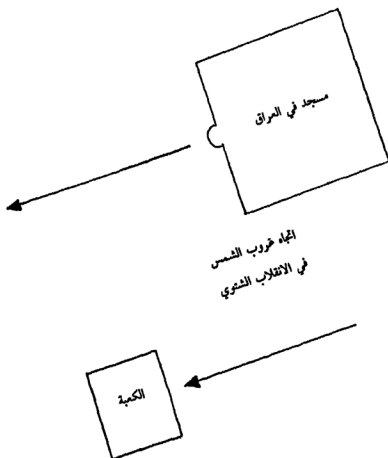 مسجد في العراق
اتجاه غروب الشمس
في الانقلاب الشتوي
الكعبة